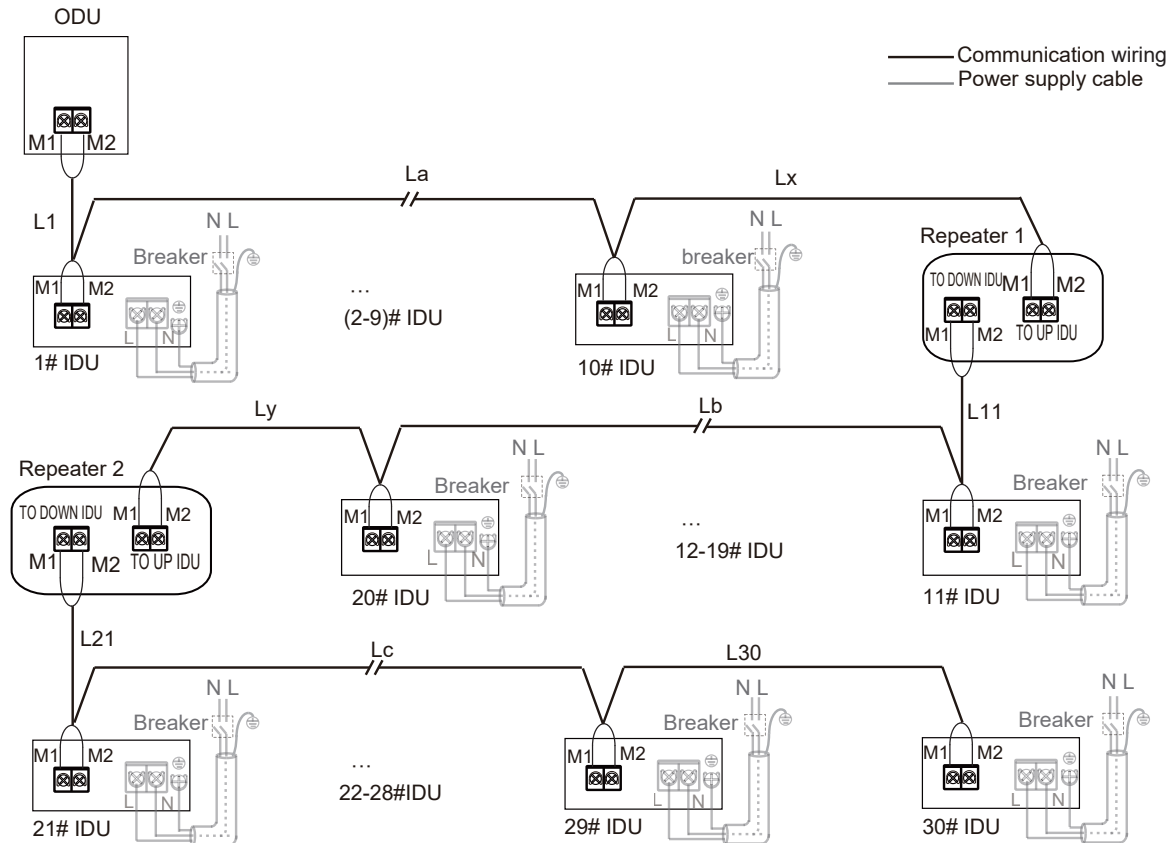 ODU
Communication wiring
Power supply cable
M1 M2
L1
La
Lx
N L
Breaker
N L
breaker
Repeater 1
M1 M2
L N
1# IDU
...
(2-9)# IDU
M1 M2
L N
10# IDU
TO DOWN IDU
M1 M2
M1 M2
TO UP IDU
L11
Ly
Lb
Repeater 2
N L
Breaker
N L
Breaker
TO DOWN IDU
M1 M2
M1 M2
TO UP IDU
M1 M2
L N
20# IDU
...
12-19# IDU
M1 M2
L N
11# IDU
L21
Lc
L30
N L
Breaker
N L
Breaker
N L
Breaker
M1 M2
L N
21# IDU
...
22-28#IDU
M1 M2
L N
29# IDU
M1 M2
L N
30# IDU